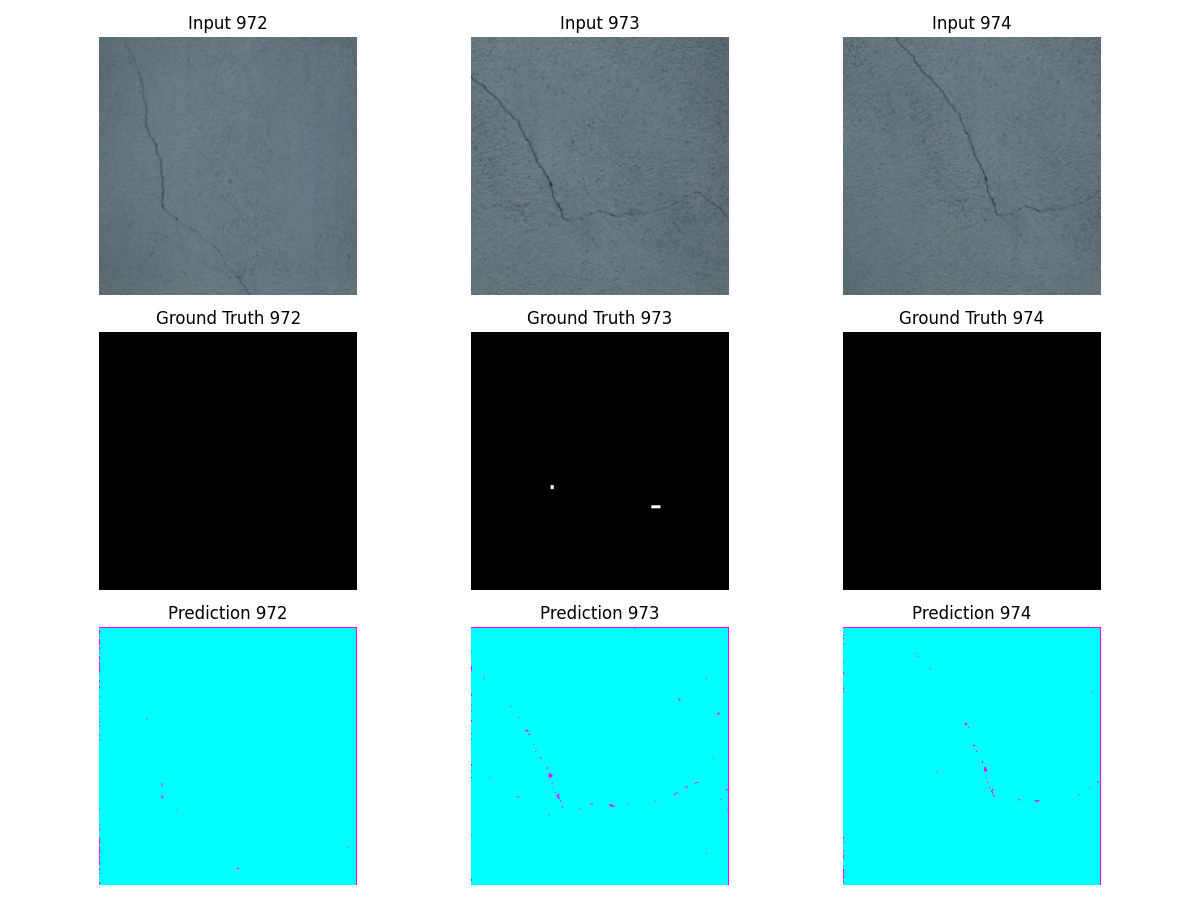 Input 972
Input 973
Input 974
Ground Truth 972
Ground Truth 973
Ground Truth 974
Prediction 972
Prediction 973
Prediction 974